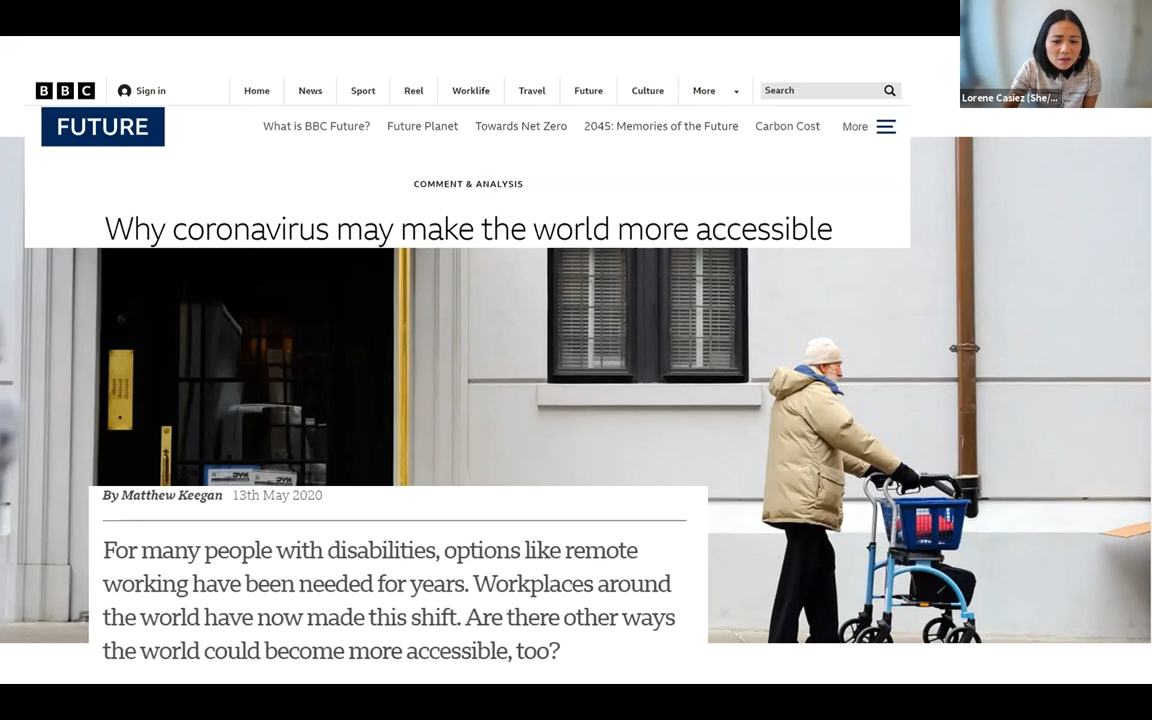 Lorene Casiez (She/...
BBC Sign in Home News Sport Reel Worklife Travel Future Culture More Search
FUTURE What is BBC Future? Future Planet Towards Net Zero 2045: Memories of the Future Carbon Cost More
COMMENT & ANALYSIS
Why coronavirus may make the world more accessible
By Matthew Keegan 13th May 2020
For many people with disabilities, options like remote
working have been needed for years. Workplaces around
the world have now made this shift. Are there other ways
the world could become more accessible, too?